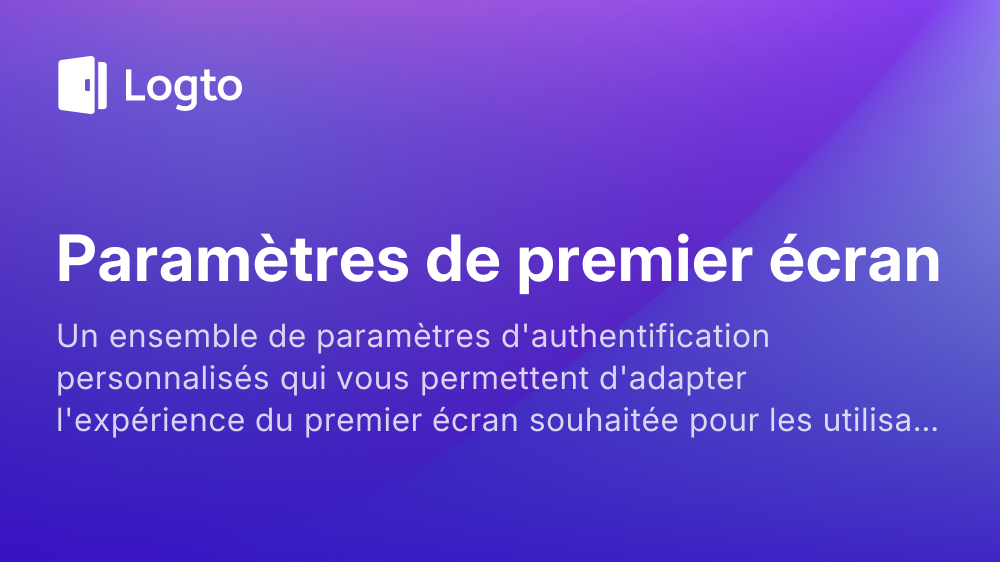 Logto
Paramètres de premier écran
Un ensemble de paramètres d'authentification
personnalisés qui vous permettent d'adapter
l'expérience du premier écran souhaitée pour les utilisa...